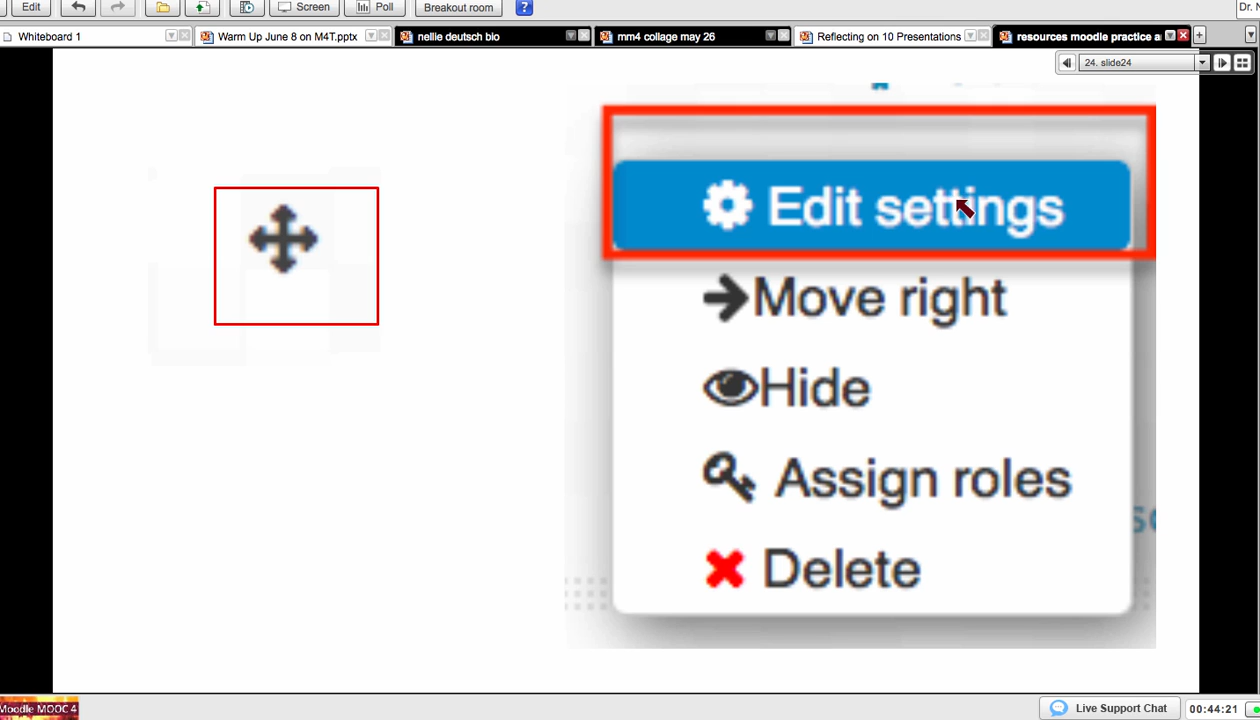 Edit
Screen
Poll
Breakout room
?
Dr. N
Whiteboard 1
Warm Up June 8 on M4T.pptx
nellie deutsch bio
mm4 collage may 26
Reflecting on 10 Presentations
resources moodle practice a
24. slide24
Edit settings
Move right
Hide
Assign roles
Delete
Moodle MOOC 4
Live Support Chat
00:44:21